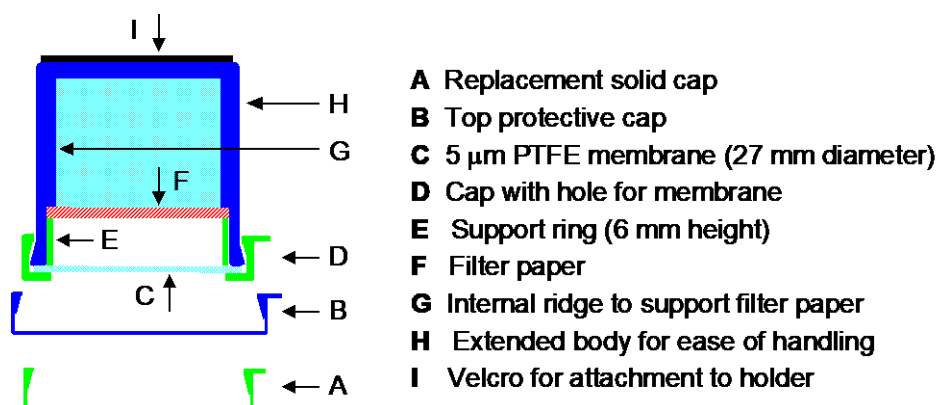 I
H
G
F
E
D
C
B
A
A Replacement solid cap
B Top protective cap
C 5 μm PTFE membrane (27 mm diameter)
D Cap with hole for membrane
E Support ring (6 mm height)
F Filter paper
G Internal ridge to support filter paper
H Extended body for ease of handling
I Velcro for attachment to holder